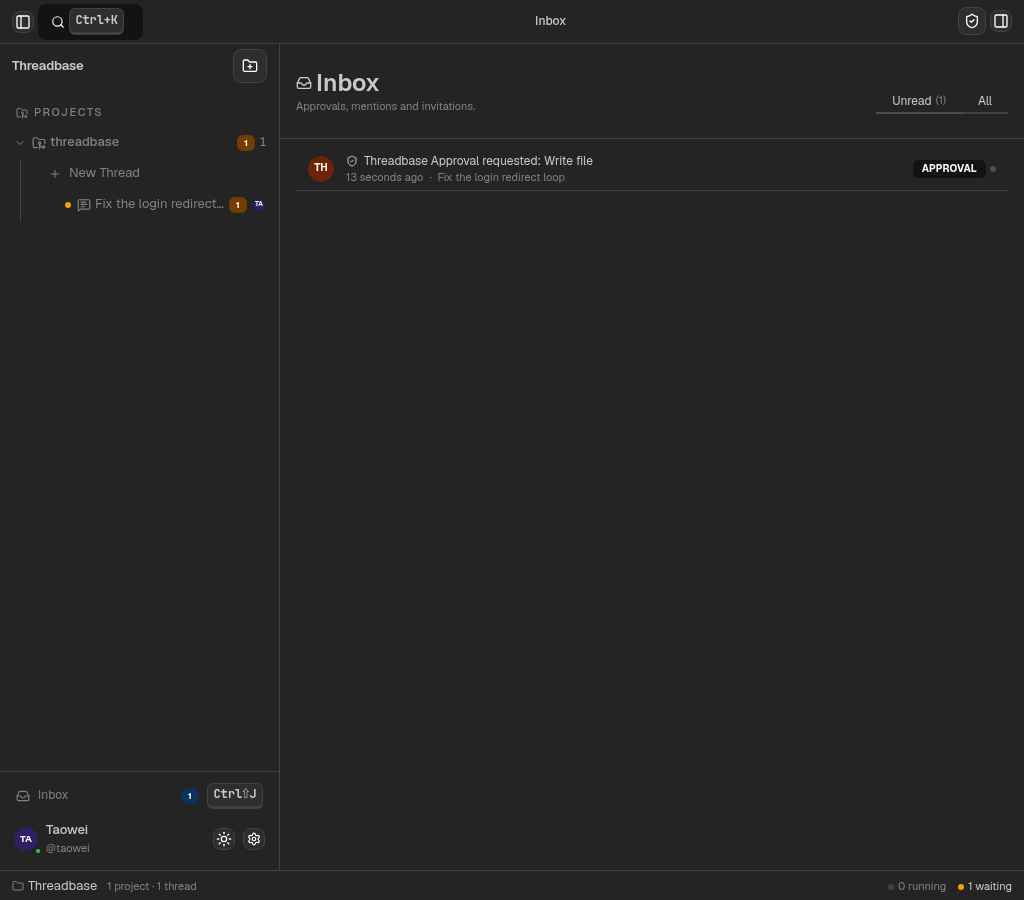 Ctrl+K
Inbox
Threadbase
PROJECTS
threadbase 1 1
New Thread
Fix the login redirect... 1 TA
Inbox
Approvals, mentions and invitations.
Unread (1) All
TH Threadbase Approval requested: Write file
13 seconds ago · Fix the login redirect loop
APPROVAL
Inbox 1 Ctrl⇧J
TA Taowei
@taowei
Threadbase 1 project · 1 thread
0 running 1 waiting